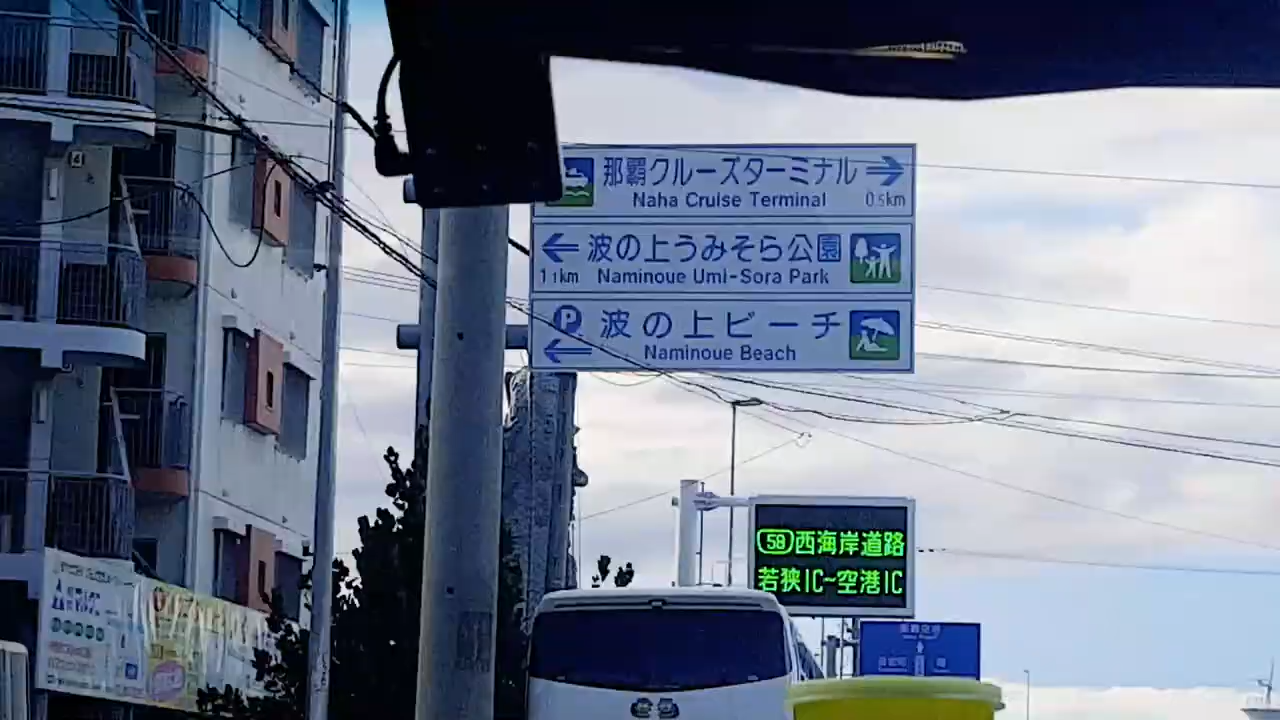 那覇クルーズターミナル
Naha Cruise Terminal
0.5km
波の上うみそら公園
1.1km Naminoue Umi-Sora Park
P 波の上ビーチ
Naminoue Beach
58 西海岸道路
若狭IC~空港IC
4